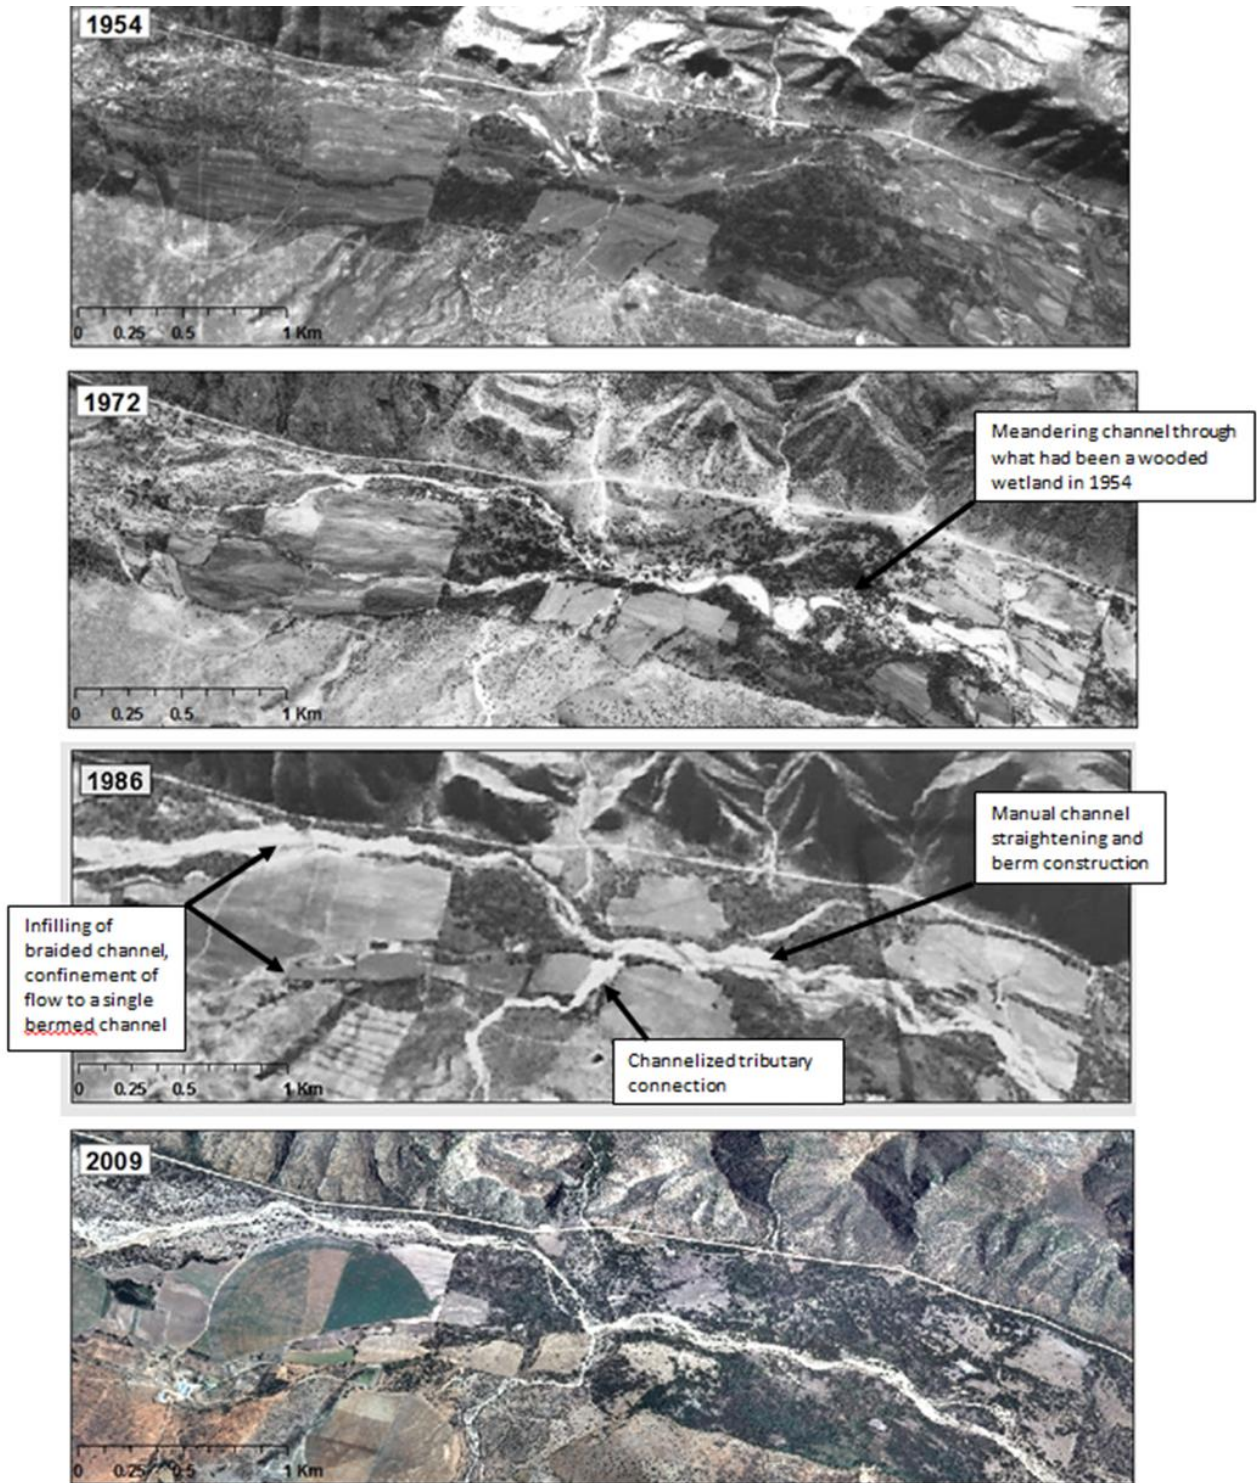 1954
0 0.25 0.5 1 Km
1972
Meandering channel through
what had been a wooded
wetland in 1954
0 0.25 0.5 1 Km
1986
Manual channel
straightening and
berm construction
Infilling of
braided channel,
confinement of
flow to a single
bermed channel
Channelized tributary
connection
0 0.25 0.5 1 Km
2009
0 0.25 0.5 1 Km